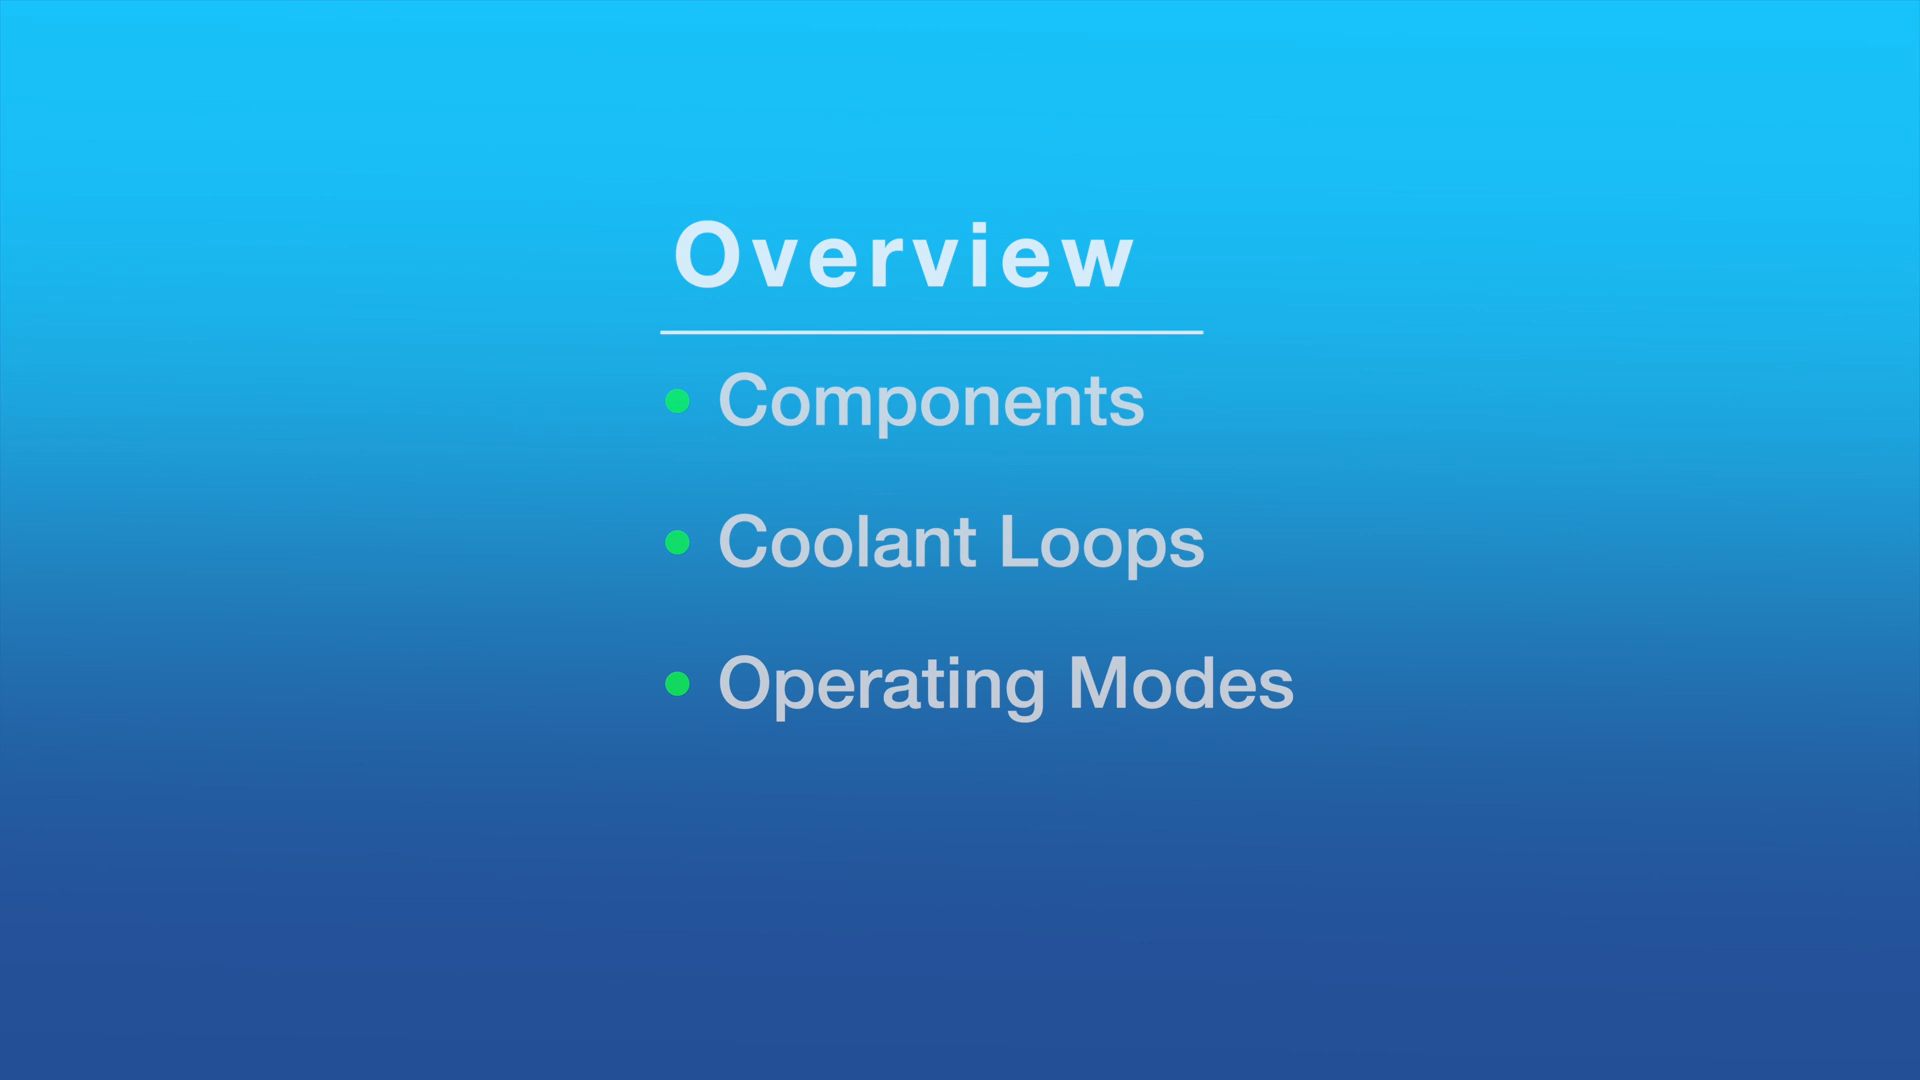 Overview
• Components
• Coolant Loops
• Operating Modes